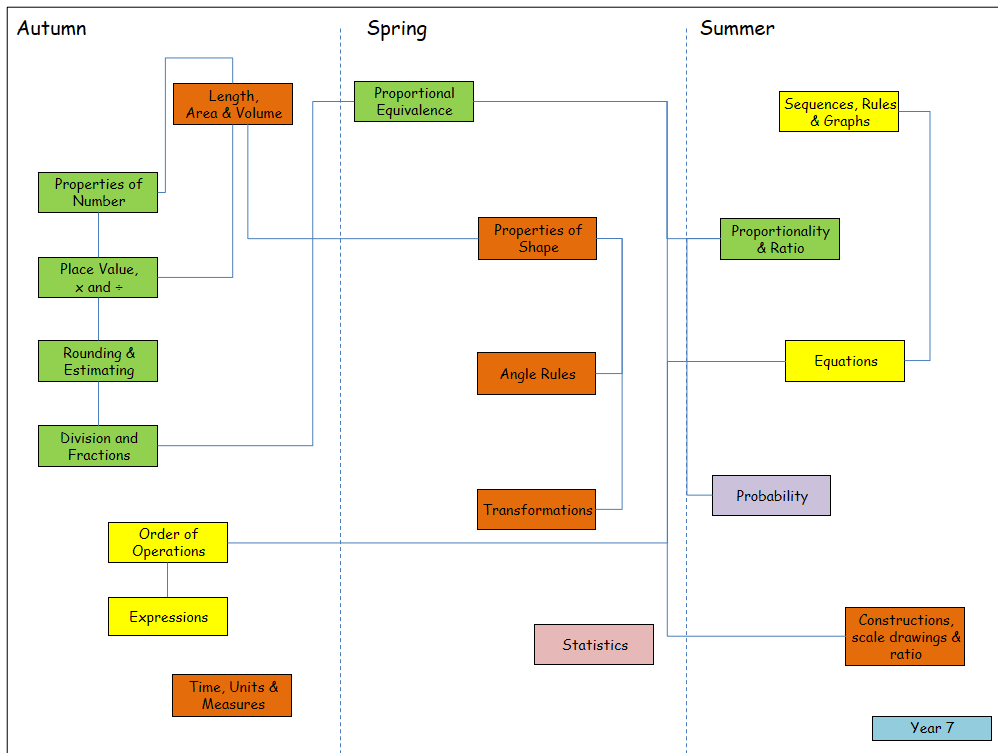 Autumn
Spring
Summer
Length,
Area & Volume
Properties of
Number
Place Value,
x and ÷
Rounding &
Estimating
Division and
Fractions
Order of
Operations
Expressions
Time, Units &
Measures
Proportional
Equivalence
Properties of
Shape
Angle Rules
Transformations
Statistics
Sequences, Rules
& Graphs
Proportionality
& Ratio
Equations
Probability
Constructions,
scale drawings &
ratio
Year 7